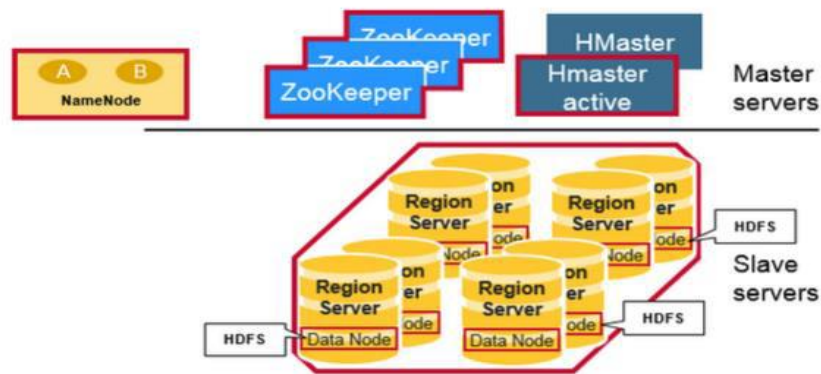 ZooKeeper
ZooKeeper
ZooKeeper
HMaster
Hmaster
active
Master
servers
A
B
NameNode
Region
Server
Region
Server
HDFS
Slave
servers
Region
Server
Data Node
Region
Server
Data Node
HDFS
HDFS